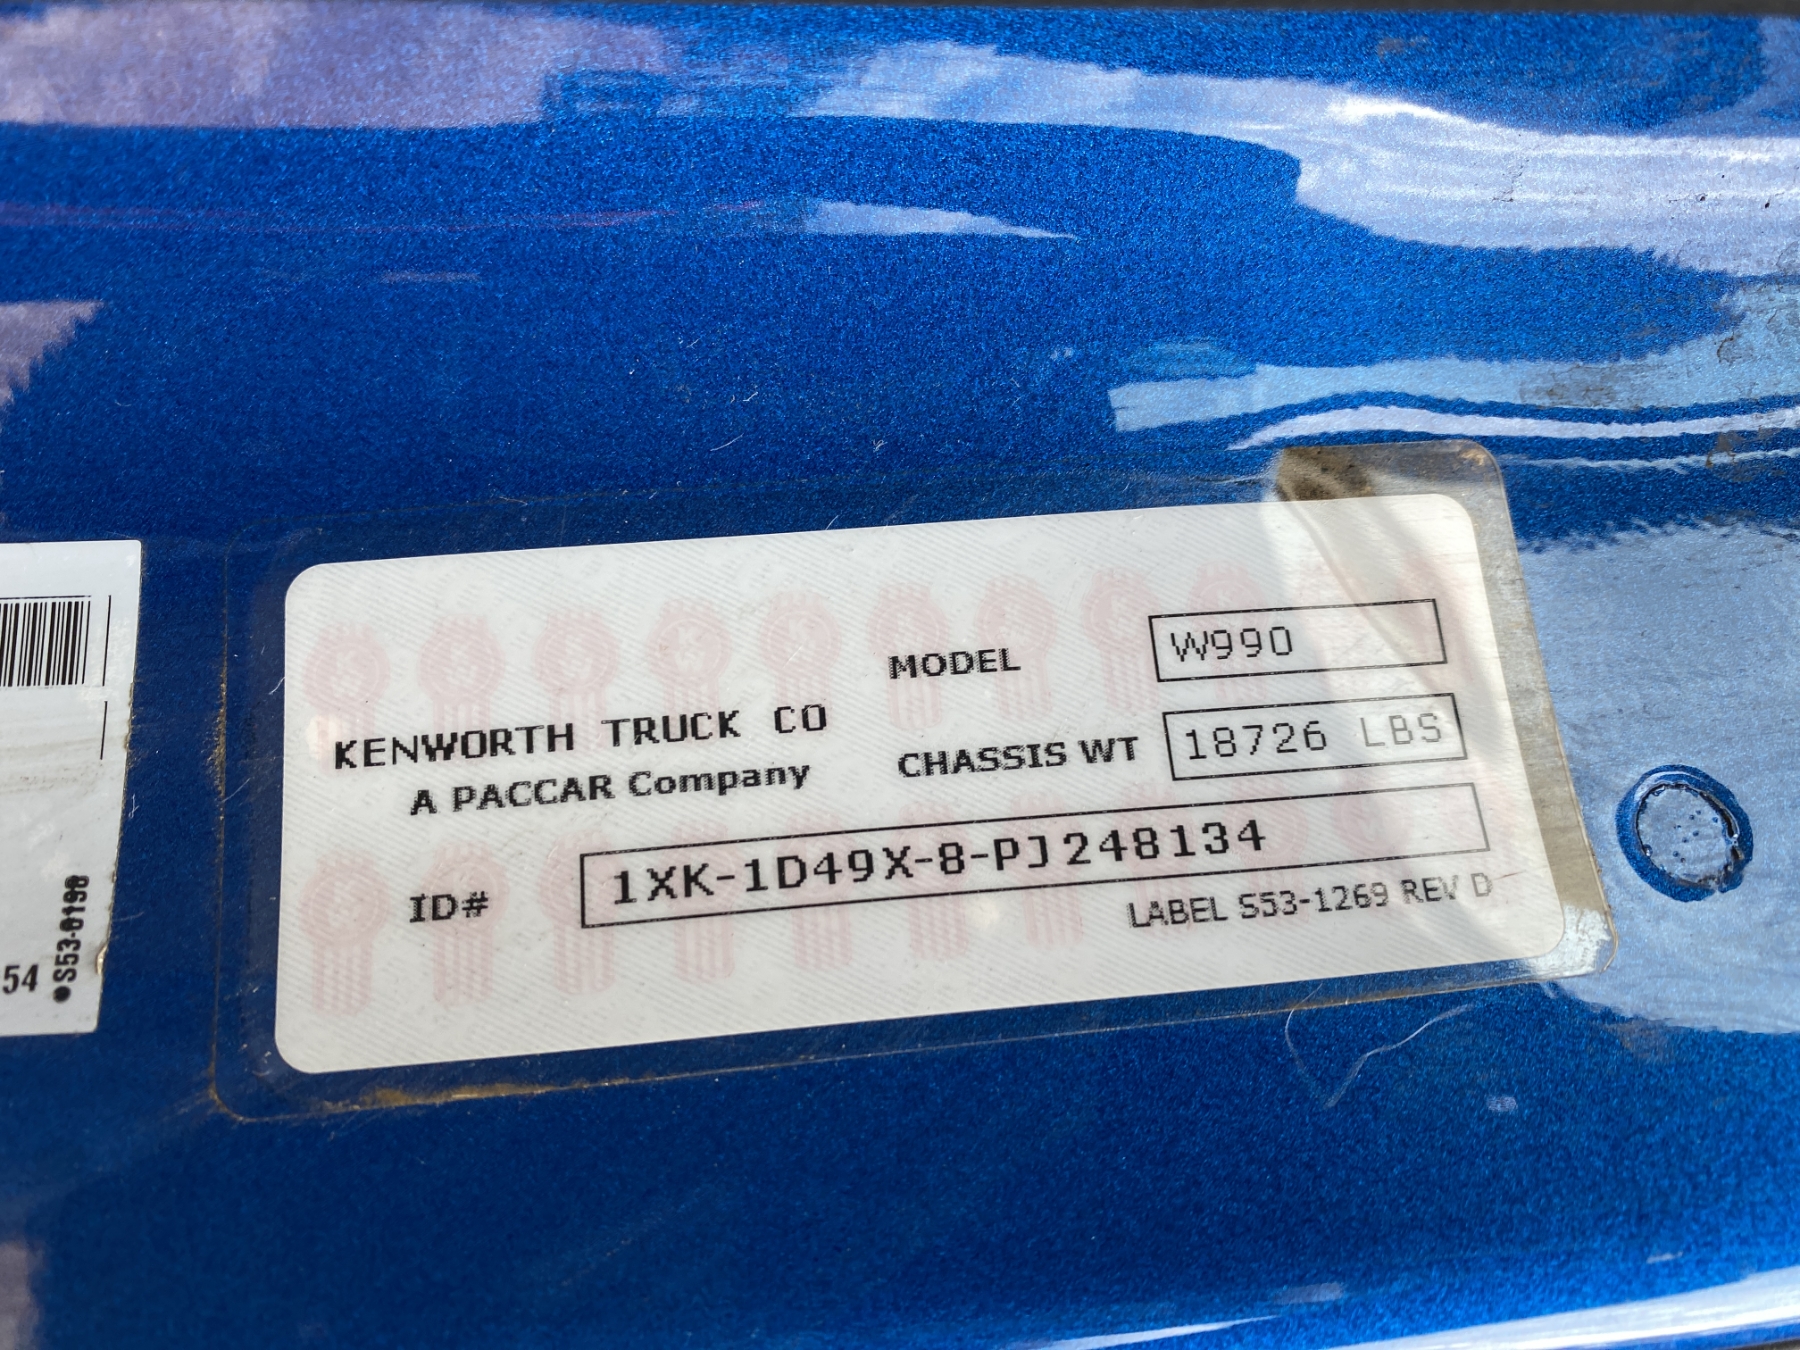 MODEL W990
KENWORTH TRUCK CO
A PACCAR Company
CHASSIS WT 18726 LBS
ID# 1XK-1D49X-8-PJ248134
LABEL S53-1269 REV D
54
●S53-0190